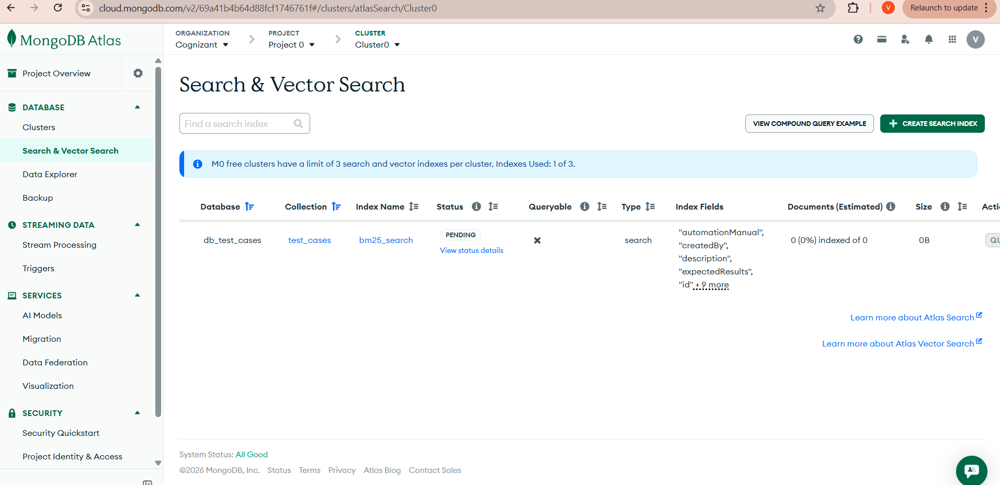 cloud.mongodb.com/v2/69a41b4b64d88fcf1746761f#/clusters/atlasSearch/Cluster0
V
Relaunch to update
MongoDB Atlas
ORGANIZATION
Cognizant
PROJECT
Project 0
CLUSTER
Cluster0
V
Project Overview
DATABASE
Clusters
Search & Vector Search
Data Explorer
Backup
STREAMING DATA
Stream Processing
Triggers
SERVICES
AI Models
Migration
Data Federation
Visualization
SECURITY
Security Quickstart
Project Identity & Access
Search & Vector Search
Find a search index
VIEW COMPOUND QUERY EXAMPLE
CREATE SEARCH INDEX
M0 free clusters have a limit of 3 search and vector indexes per cluster. Indexes Used: 1 of 3.
Database Collection Index Name Status Queryable Type Index Fields Documents (Estimated) Size Acti
db_test_cases test_cases bm25_search PENDING search 0 (0%) indexed of 0 0B QU
View status details
"automationManual",
"createdBy",
"description",
"expectedResults",
"id" + 9 more
Learn more about Atlas Search
Learn more about Atlas Vector Search
System Status: All Good
©2026 MongoDB, Inc. Status Terms Privacy Atlas Blog Contact Sales